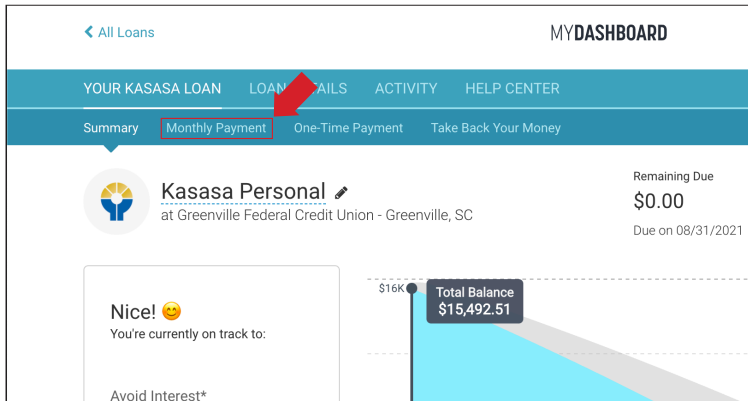 All Loans
MYDASHBOARD
YOUR KASASA LOAN LOAN DETAILS ACTIVITY HELP CENTER
Summary Monthly Payment One-Time Payment Take Back Your Money
Kasasa Personal
at Greenville Federal Credit Union - Greenville, SC
Remaining Due
$0.00
Due on 08/31/2021
Nice! 😊
You're currently on track to:
Avoid Interest*
$16K
Total Balance
$15,492.51